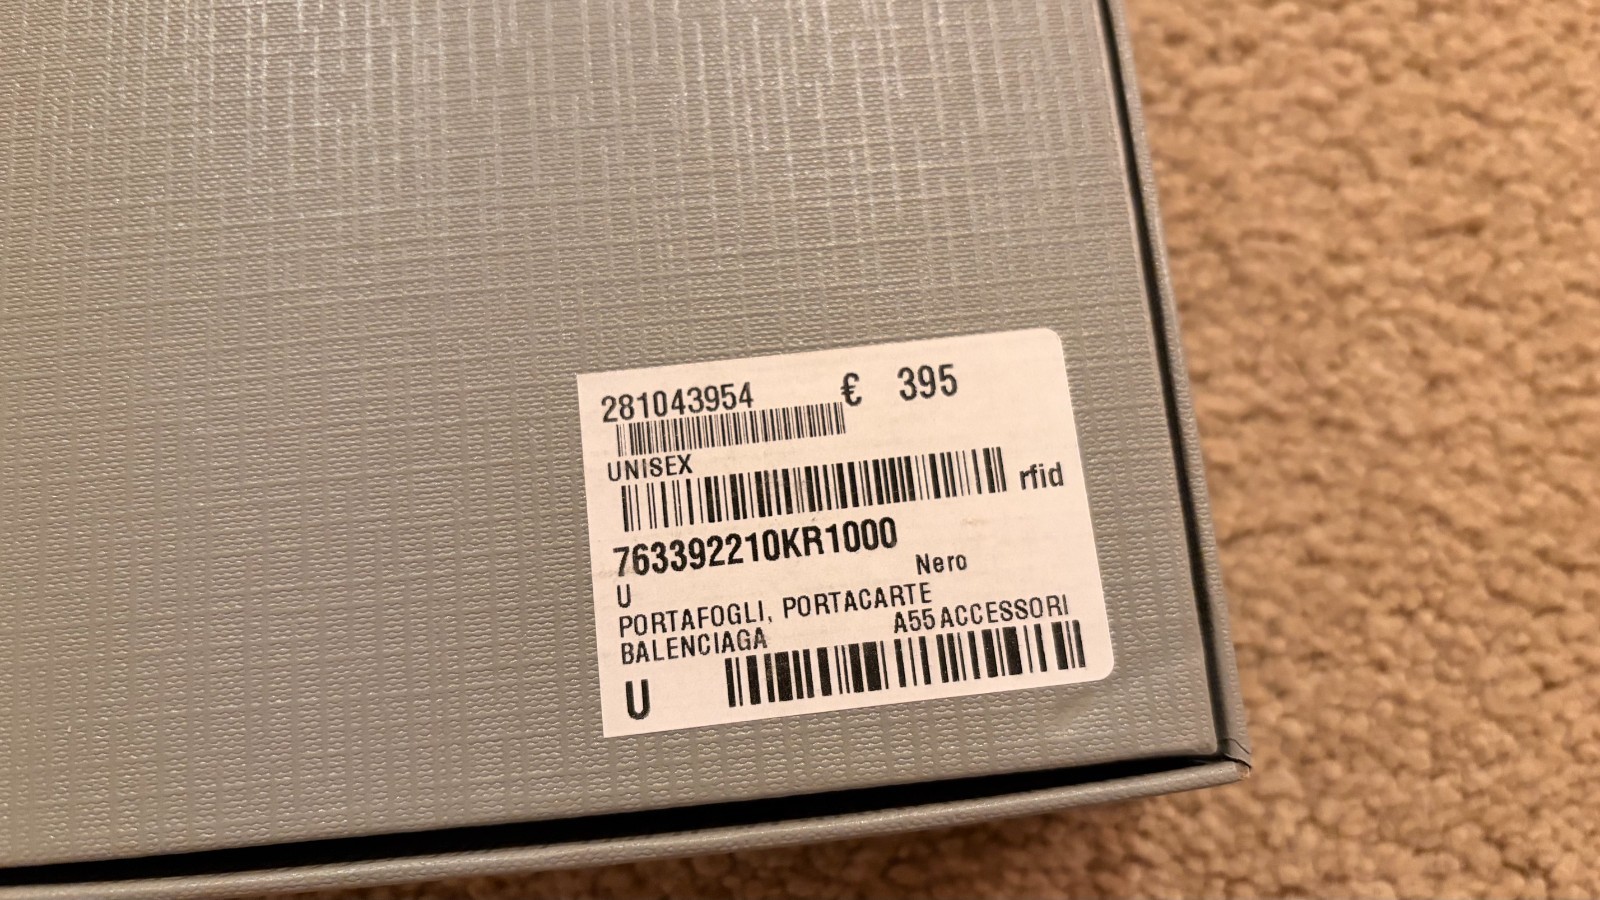 281043954 € 395
UNISEX
rfid
763392210KR1000
U Nero
PORTAFOGLI, PORTACARTE
BALENCIAGA A55 ACCESSORI
U